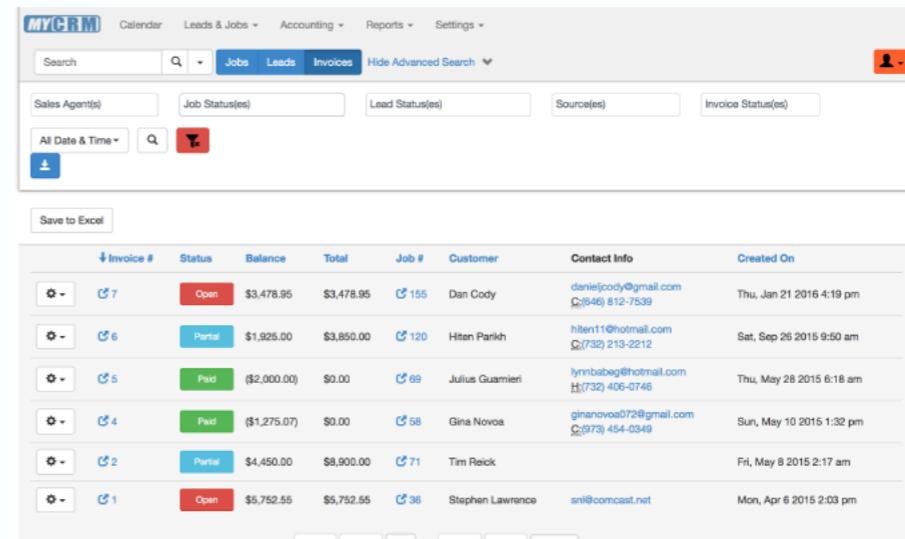 MYCRM Calendar Leads & Jobs Accounting Reports Settings
Search Jobs Leads Invoices Hide Advanced Search
Sales Agent(s) Job Status(es) Lead Status(es) Source(es) Invoice Status(es)
All Date & Time
Save to Excel
Invoice # Status Balance Total Job # Customer Contact Info Created On
7 Open $3,478.95 $3,478.95 155 Dan Cody danieljcody@gmail.com Thu, Jan 21 2016 4:19 pm
C:(646) 812-7539
6 Partial $1,925.00 $3,850.00 120 Hiten Parikh hiten11@hotmail.com Sat, Sep 26 2015 9:50 am
C:(732) 213-2212
5 Paid ($2,000.00) $0.00 69 Julius Guarnieri lynnbabeg@hotmail.com Thu, May 28 2015 6:18 am
H:(732) 406-0746
4 Paid ($1,275.07) $0.00 58 Gina Novoa ginanovoa072@gmail.com Sun, May 10 2015 1:32 pm
C:(973) 454-0349
2 Partial $4,450.00 $8,900.00 71 Tim Reick Fri, May 8 2015 2:17 am
1 Open $5,752.55 $5,752.55 36 Stephen Lawrence snl@comcast.net Mon, Apr 6 2015 2:03 pm